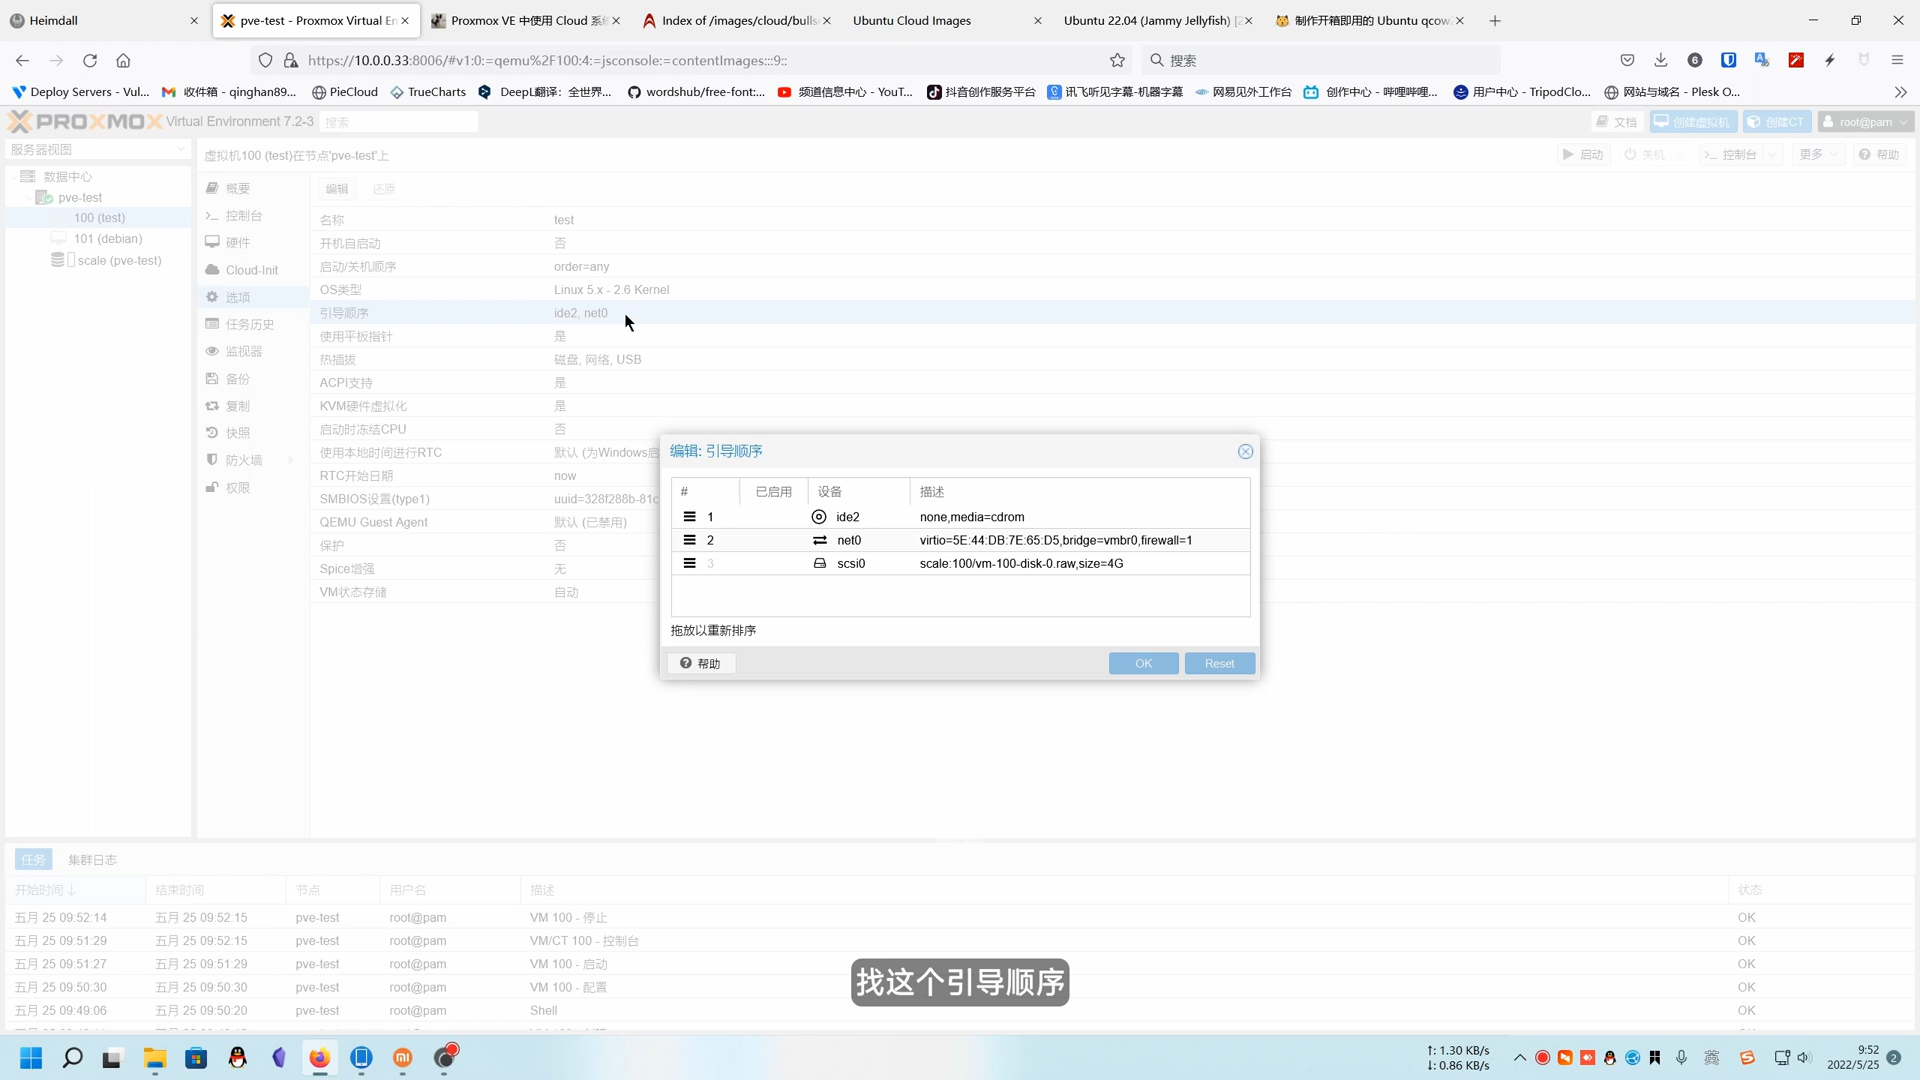 Heimdall
pve-test - Proxmox Virtual En
Proxmox VE 中使用 Cloud 系
Index of /images/cloud/bulls
Ubuntu Cloud Images
Ubuntu 22.04 (Jammy Jellyfish) [2
制作开箱即用的 Ubuntu qcow
https://10.0.0.33:8006/#v1:0:=qemu%2F100:4:=jsconsole:=contentImages:::9::
搜索
Deploy Servers - Vul...
收件箱 - qinghan89...
PieCloud
TrueCharts
DeepL翻译：全世界...
wordshub/free-font:...
频道信息中心 - YouT...
抖音创作服务平台
讯飞听见字幕-机器字幕
网易见外工作台
创作中心 - 哔哩哔哩...
用户中心 - TripodClo...
网站与域名 - Plesk O...
PROXMOX Virtual Environment 7.2-3
搜索
文档
创建虚拟机
创建CT
root@pam
服务器视图
虚拟机100 (test)在节点'pve-test'上
启动
关机
控制台
更多
帮助
数据中心
pve-test
100 (test)
101 (debian)
scale (pve-test)
概要
控制台
硬件
Cloud-Init
选项
任务历史
监视器
备份
复制
快照
防火墙
权限
编辑
还原
名称 test
开机自启动 否
启动/关机顺序 order=any
OS类型 Linux 5.x - 2.6 Kernel
引导顺序 ide2, net0
使用平板指针 是
热插拔 磁盘, 网络, USB
ACPI支持 是
KVM硬件虚拟化 是
启动时冻结CPU 否
使用本地时间进行RTC 默认 (为Windows启
RTC开始日期 now
SMBIOS设置(type1) uuid=328f288b-81c
QEMU Guest Agent 默认 (已禁用)
保护 否
Spice增强 无
VM状态存储 自动
编辑: 引导顺序
# 已启用 设备 描述
1 ide2 none,media=cdrom
2 net0 virtio=5E:44:DB:7E:65:D5,bridge=vmbr0,firewall=1
3 scsi0 scale:100/vm-100-disk-0.raw,size=4G
拖放以重新排序
帮助
OK
Reset
任务
集群日志
开始时间 结束时间 节点 用户名 描述 状态
五月 25 09:52:14 五月 25 09:52:15 pve-test root@pam VM 100 - 停止 OK
五月 25 09:51:29 五月 25 09:52:15 pve-test root@pam VM/CT 100 - 控制台 OK
五月 25 09:51:27 五月 25 09:51:29 pve-test root@pam VM 100 - 启动 OK
五月 25 09:50:30 五月 25 09:50:30 pve-test root@pam VM 100 - 配置 OK
五月 25 09:49:06 五月 25 09:50:20 pve-test root@pam Shell OK
找这个引导顺序
↑: 1.30 KB/s
↓: 0.86 KB/s
英
9:52
2022/5/25
2